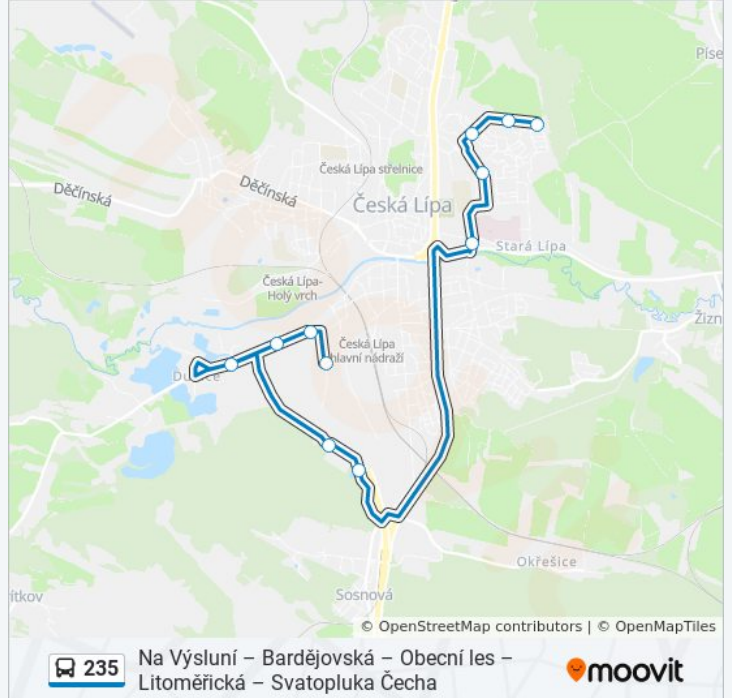 Píse
Česká Lípa střelnice
Děčínská
Děčínská
Česká Lípa
Stará Lípa
Česká Lípa-
Holý vrch
Žizn
Česká Lípa
hlavní nádraží
Okřešice
ítkov
Sosnová
© OpenStreetMap contributors | © OpenMapTiles
235
Na Výsluní – Bardějovská – Obecní les –
Litoměřická – Svatopluka Čecha
moovit